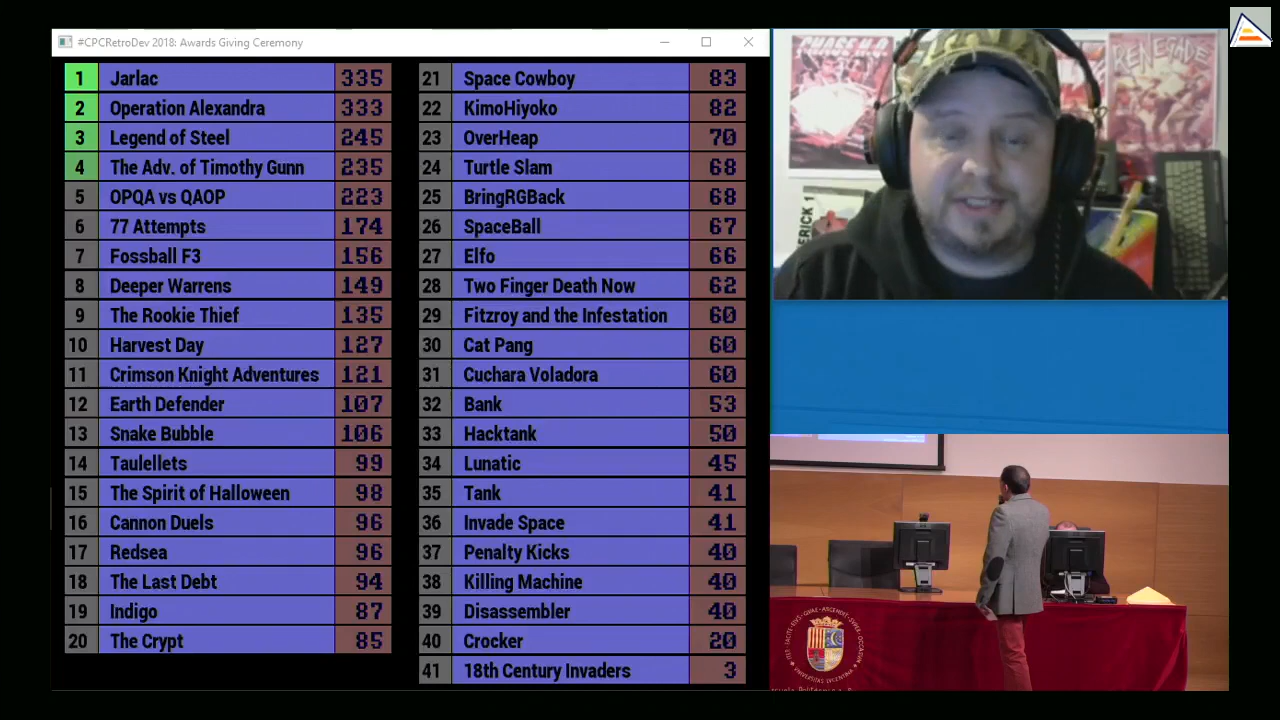 #CPCRetroDev 2018: Awards Giving Ceremony
1 Jarlac 335
2 Operation Alexandra 333
3 Legend of Steel 245
4 The Adv. of Timothy Gunn 235
5 OPQA vs QAOP 223
6 77 Attempts 174
7 Fossball F3 156
8 Deeper Warrens 149
9 The Rookie Thief 135
10 Harvest Day 127
11 Crimson Knight Adventures 121
12 Earth Defender 107
13 Snake Bubble 106
14 Taulellets 99
15 The Spirit of Halloween 98
16 Cannon Duels 96
17 Redsea 96
18 The Last Debt 94
19 Indigo 87
20 The Crypt 85
21 Space Cowboy 83
22 KimoHiyoko 82
23 OverHeap 70
24 Turtle Slam 68
25 BringRGBack 68
26 SpaceBall 67
27 Elfo 66
28 Two Finger Death Now 62
29 Fitzroy and the Infestation 60
30 Cat Pang 60
31 Cuchara Voladora 60
32 Bank 53
33 Hacktank 50
34 Lunatic 45
35 Tank 41
36 Invade Space 41
37 Penalty Kicks 40
38 Killing Machine 40
39 Disassembler 40
40 Crocker 20
41 18th Century Invaders 3
CHASE H.Q.
RENEGADE
ERICK 1